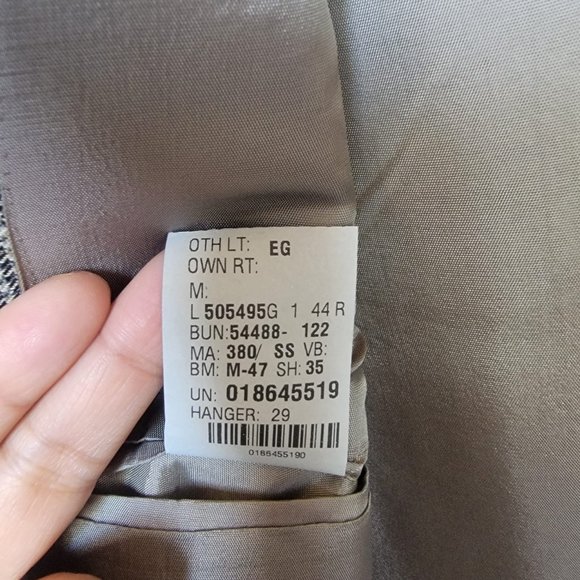 OTH LT: EG
OWN RT:
M:
L 505495G 1 44 R
BUN:54488- 122
MA: 380/ SS VB:
BM: M-47 SH: 35
UN: 018645519
HANGER: 29
0186455190